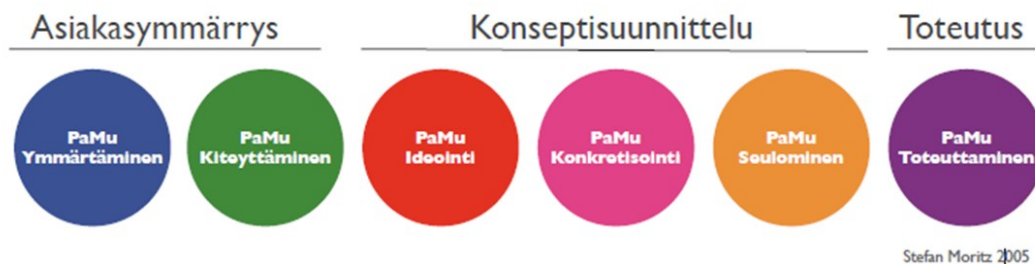 Asiakasymmärrys
Konseptisuunnittelu
Toteutus
PaMu
Ymmärtäminen
PaMu
Kiteyttäminen
PaMu
Ideointi
PaMu
Konkretisointi
PaMu
Seulominen
PaMu
Toteuttaminen
Stefan Moritz 2005